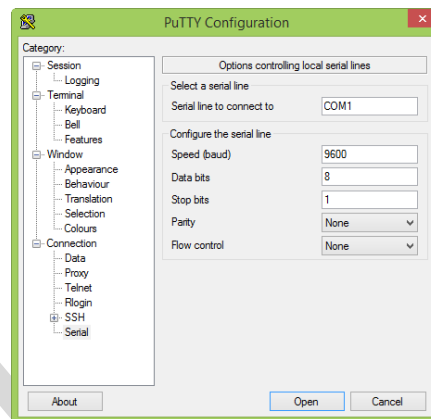 PuTTY Configuration
Category:
Session
Logging
Terminal
Keyboard
Bell
Features
Window
Appearance
Behaviour
Translation
Selection
Colours
Connection
Data
Proxy
Telnet
Rlogin
SSH
Serial
Options controlling local serial lines
Select a serial line
Serial line to connect to COM1
Configure the serial line
Speed (baud) 9600
Data bits 8
Stop bits 1
Parity None
Flow control None
About Open Cancel